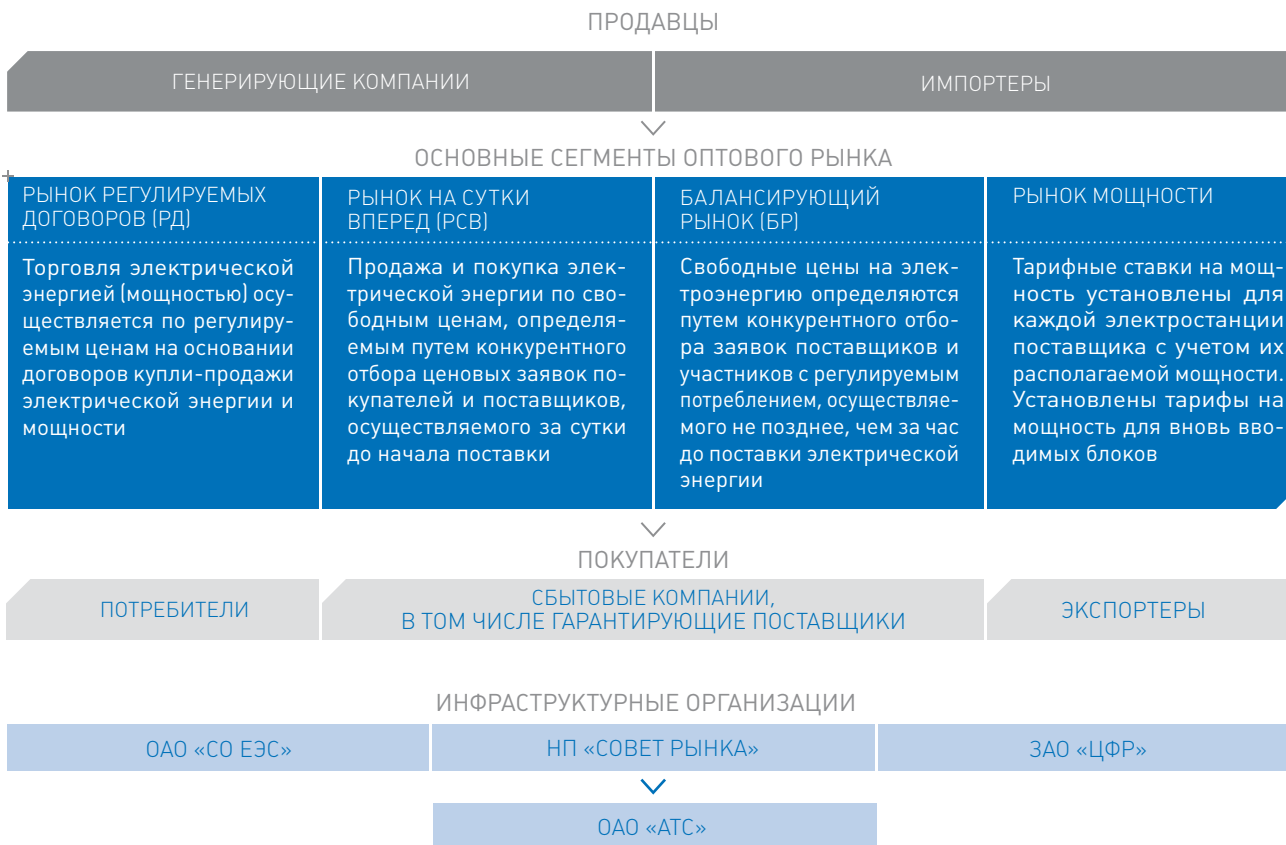 ПРОДАВЦЫ
ГЕНЕРИРУЮЩИЕ КОМПАНИИ
ИМПОРТЕРЫ
ОСНОВНЫЕ СЕГМЕНТЫ ОПТОВОГО РЫНКА
РЫНОК РЕГУЛИРУЕМЫХ
ДОГОВОРОВ (РД)
Торговля электрической
энергией (мощностью) осу-
ществляется по регулиру-
емым ценам на основании
договоров купли-продажи
электрической энергии и
мощности
РЫНОК НА СУТКИ
ВПЕРЕД (РСВ)
Продажа и покупка элек-
трической энергии по сво-
бодным ценам, определя-
емым путем конкурентного
отбора ценовых заявок по-
купателей и поставщиков,
осуществляемого за сутки
до начала поставки
БАЛАНСИРУЮЩИЙ
РЫНОК (БР)
Свободные цены на элек-
троэнергию определяются
путем конкурентного отбо-
ра заявок поставщиков и
участников с регулируемым
потреблением, осуществляе-
мого не позднее, чем за час
до поставки электрической
энергии
РЫНОК МОЩНОСТИ
Тарифные ставки на мощ-
ность установлены для
каждой электростанции
поставщика с учетом их
располагаемой мощности.
Установлены тарифы на
мощность для вновь вво-
димых блоков
ПОКУПАТЕЛИ
ПОТРЕБИТЕЛИ
СБЫТОВЫЕ КОМПАНИИ,
В ТОМ ЧИСЛЕ ГАРАНТИРУЮЩИЕ ПОСТАВЩИКИ
ЭКСПОРТЕРЫ
ИНФРАСТРУКТУРНЫЕ ОРГАНИЗАЦИИ
ОАО «СО ЕЭС»
НП «СОВЕТ РЫНКА»
ЗАО «ЦФР»
ОАО «АТС»